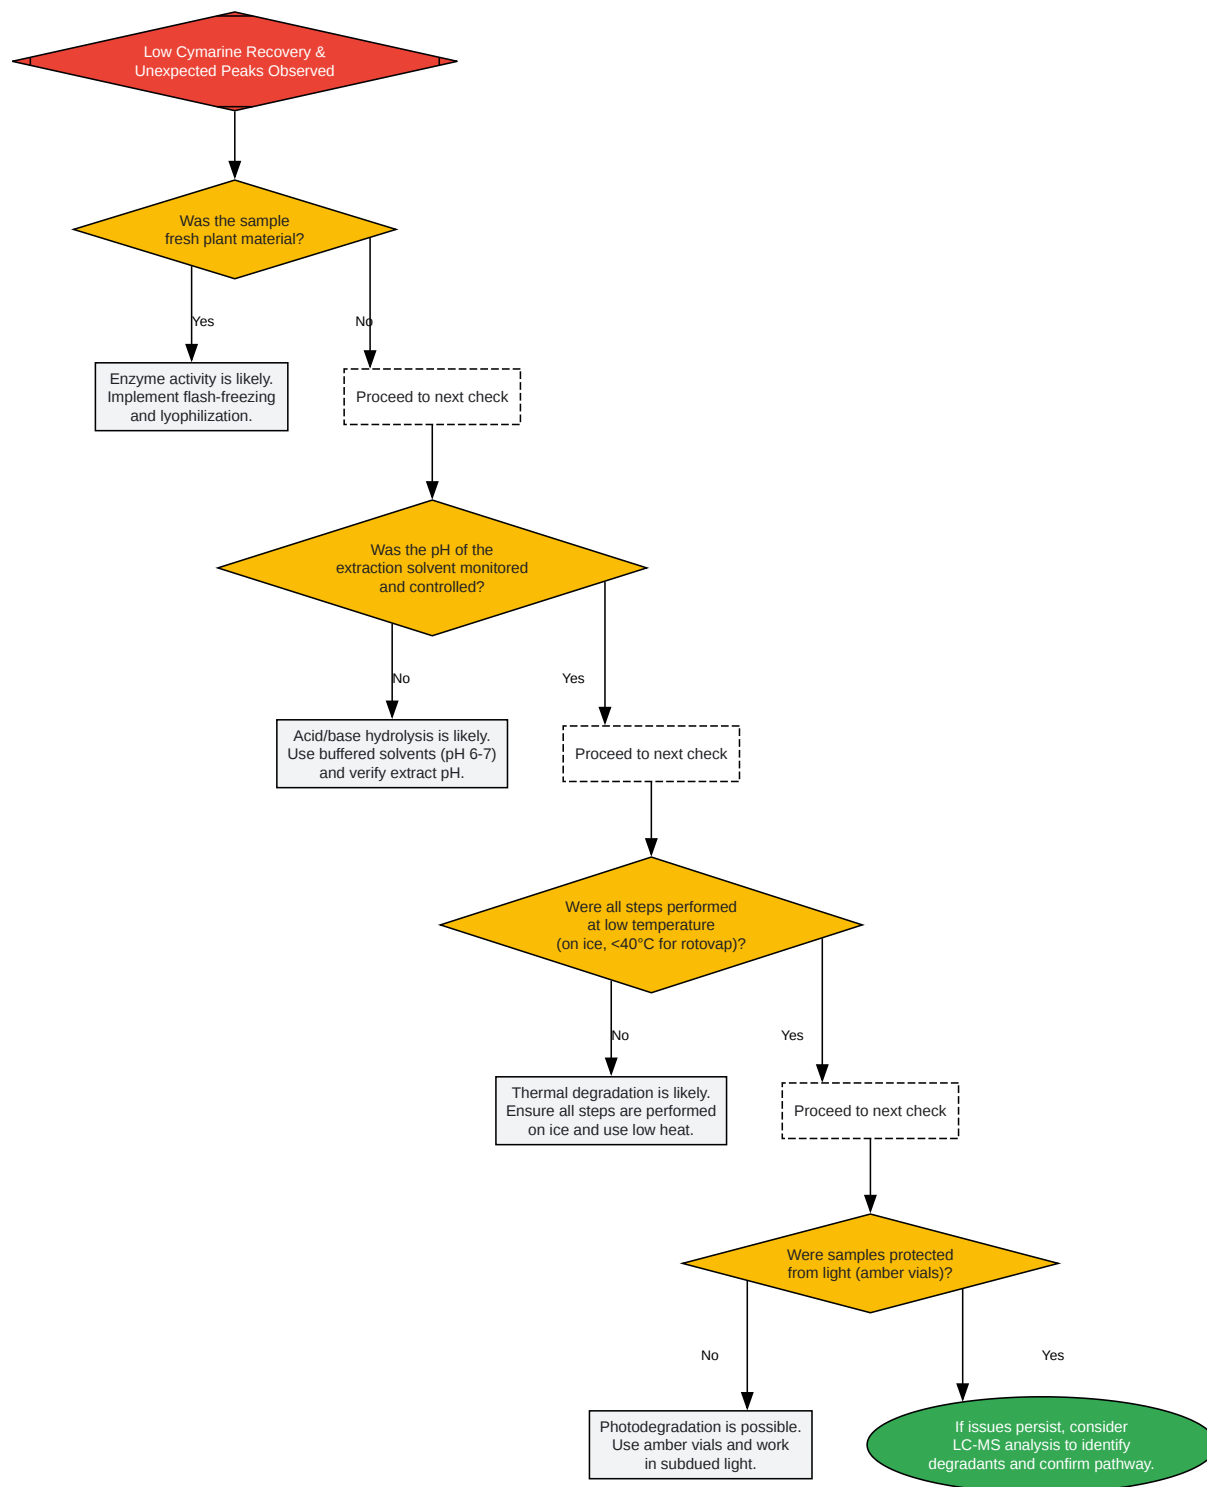 Low Cymarine Recovery &
Unexpected Peaks Observed
Was the sample
fresh plant material?
Yes
No
Enzyme activity is likely.
Implement flash-freezing
and lyophilization.
Proceed to next check
Was the pH of the
extraction solvent monitored
and controlled?
No
Yes
Acid/base hydrolysis is likely.
Use buffered solvents (pH 6-7)
and verify extract pH.
Proceed to next check
Were all steps performed
at low temperature
(on ice, <40°C for rotovap)?
No
Yes
Thermal degradation is likely.
Ensure all steps are performed
on ice and use low heat.
Proceed to next check
Were samples protected
from light (amber vials)?
No
Yes
Photodegradation is possible.
Use amber vials and work
in subdued light.
If issues persist, consider
LC-MS analysis to identify
degradants and confirm pathway.